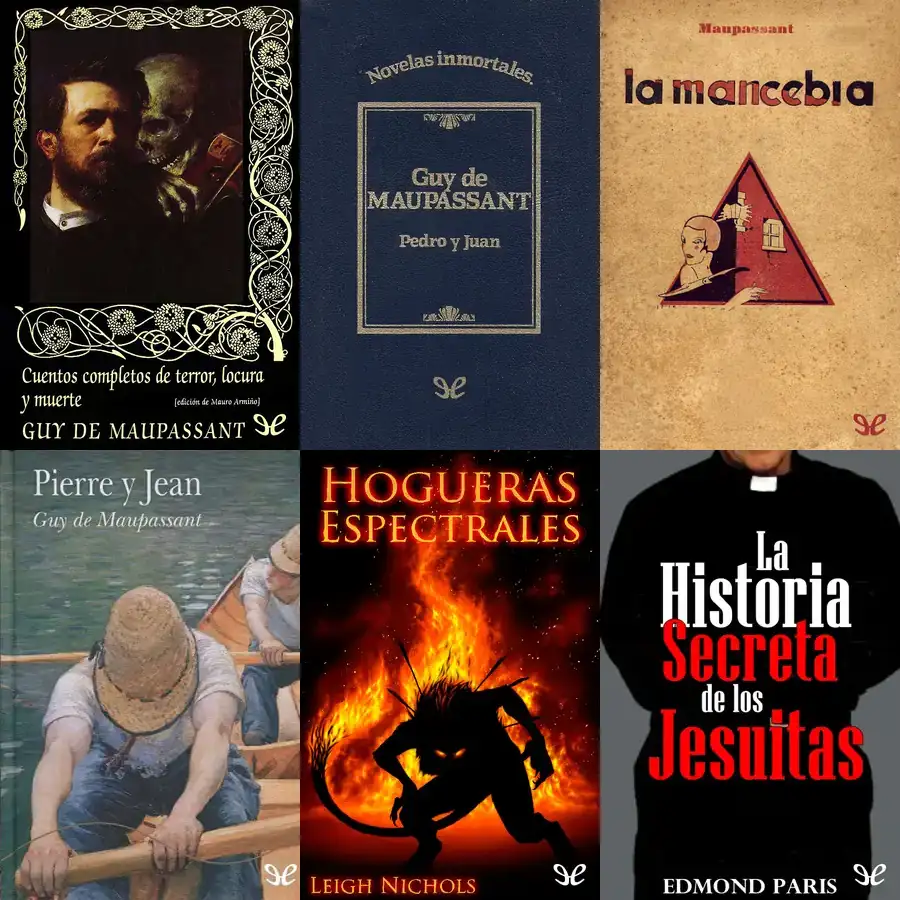 Cuentos completos de terror, locura
y muerte
[edición de Mauro Armiño]
GUY DE MAUPASSANT
Novelas inmortales.
Guy de
MAUPASSANT
Pedro y Juan
Maupassant
la mancebia
Pierre y Jean
Guy de Maupassant
HOGUERAS
ESPECTRALES
LEIGH NICHOLS
La
Historia
Secreta
de los
Jesuitas
EDMOND PARIS